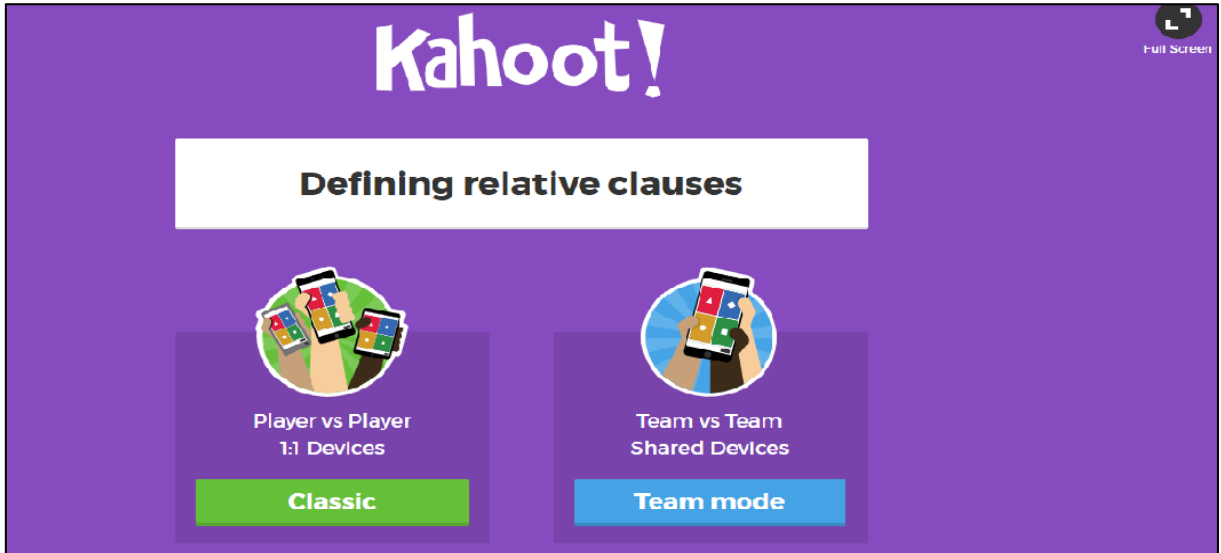 Kahoot!
Full Screen
Defining relative clauses
Player vs Player
1:1 Devices
Classic
Team vs Team
Shared Devices
Team mode